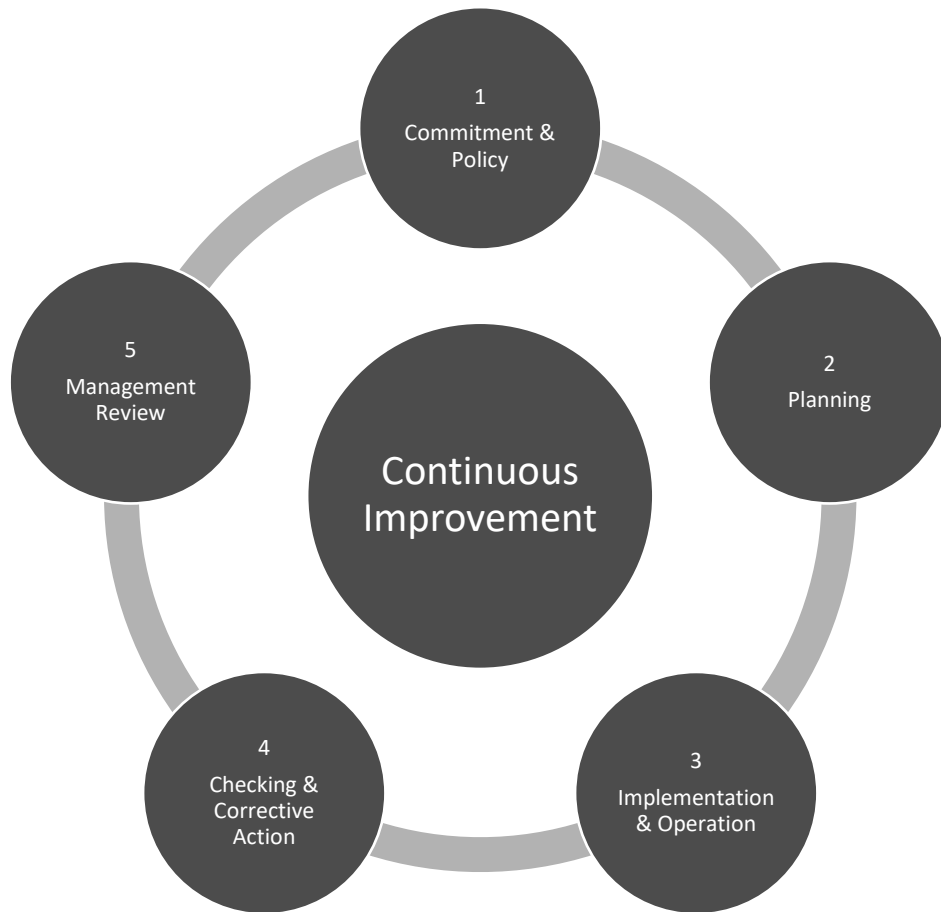 1
Commitment &
Policy
2
Planning
3
Implementation
& Operation
4
Checking &
Corrective
Action
5
Management
Review
Continuous
Improvement